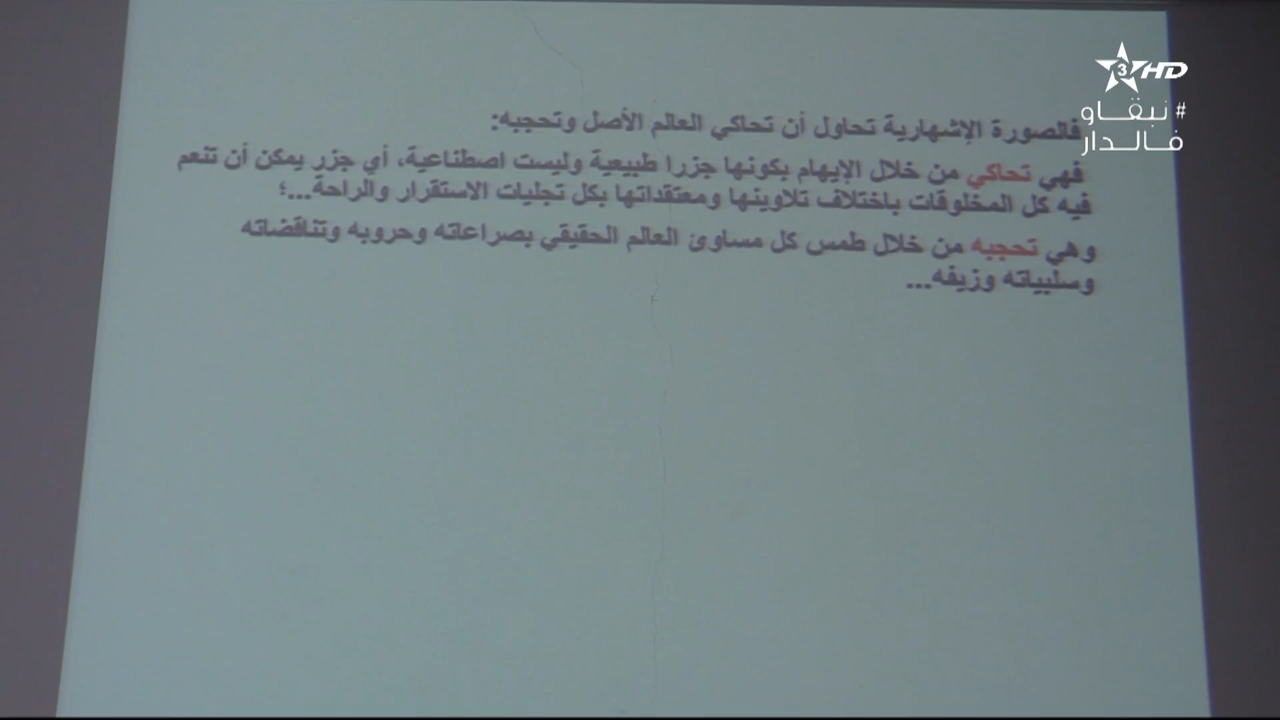 3 HD
# نبقاو
فالدار
فالصورة الإشهارية تحاول أن تحاكي العالم الأصل وتحجبه:
فهي تحاكي من خلال الإيهام بكونها جزرا طبيعية وليست اصطناعية، أي جزر يمكن أن تنعم
فيه كل المخلوقات باختلاف تلاوينها ومعتقداتها بكل تجليات الاستقرار والراحة...؛
وهي تحجبه من خلال طمس كل مساوئ العالم الحقيقي بصراعاته وحروبه وتناقضاته
وسلبياته وزيفه...